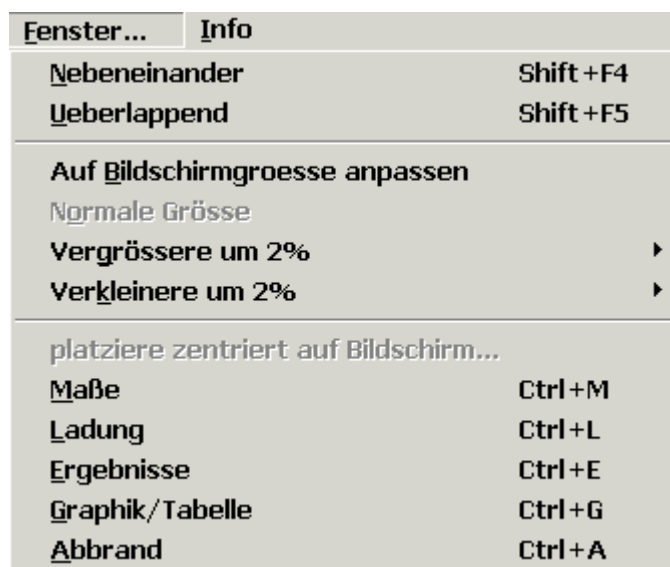 Fenster... Info
Nebeneinander Shift+F4
Ueberlappend Shift+F5
Auf Bildschirmgroesse anpassen
Normale Grösse
Vergrössere um 2%
Verkleinere um 2%
platziere zentriert auf Bildschirm...
Maße Ctrl+M
Ladung Ctrl+L
Ergebnisse Ctrl+E
Graphik/Tabelle Ctrl+G
Abbrand Ctrl+A